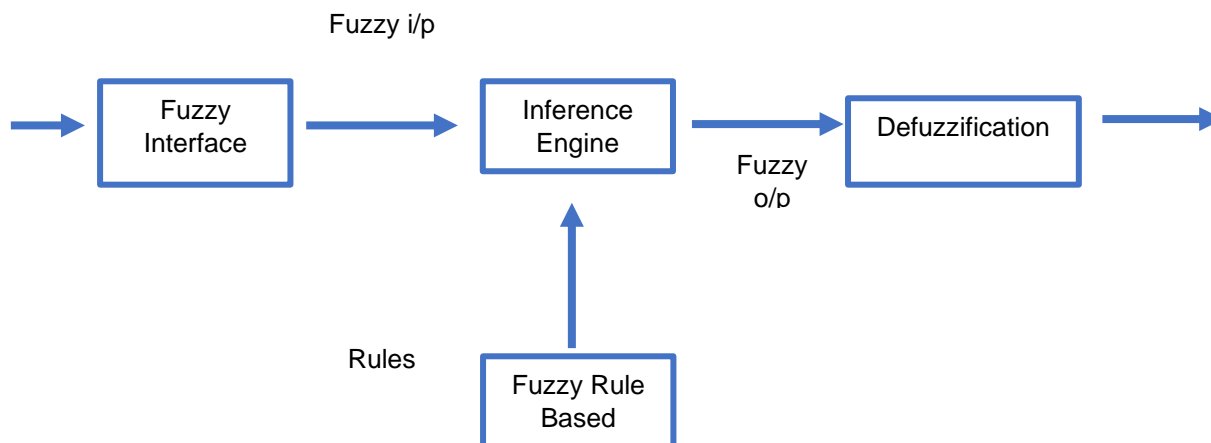 Fuzzy i/p
Fuzzy
Interface
Inference
Engine
Defuzzification
Fuzzy
o/p
Rules
Fuzzy Rule
Based